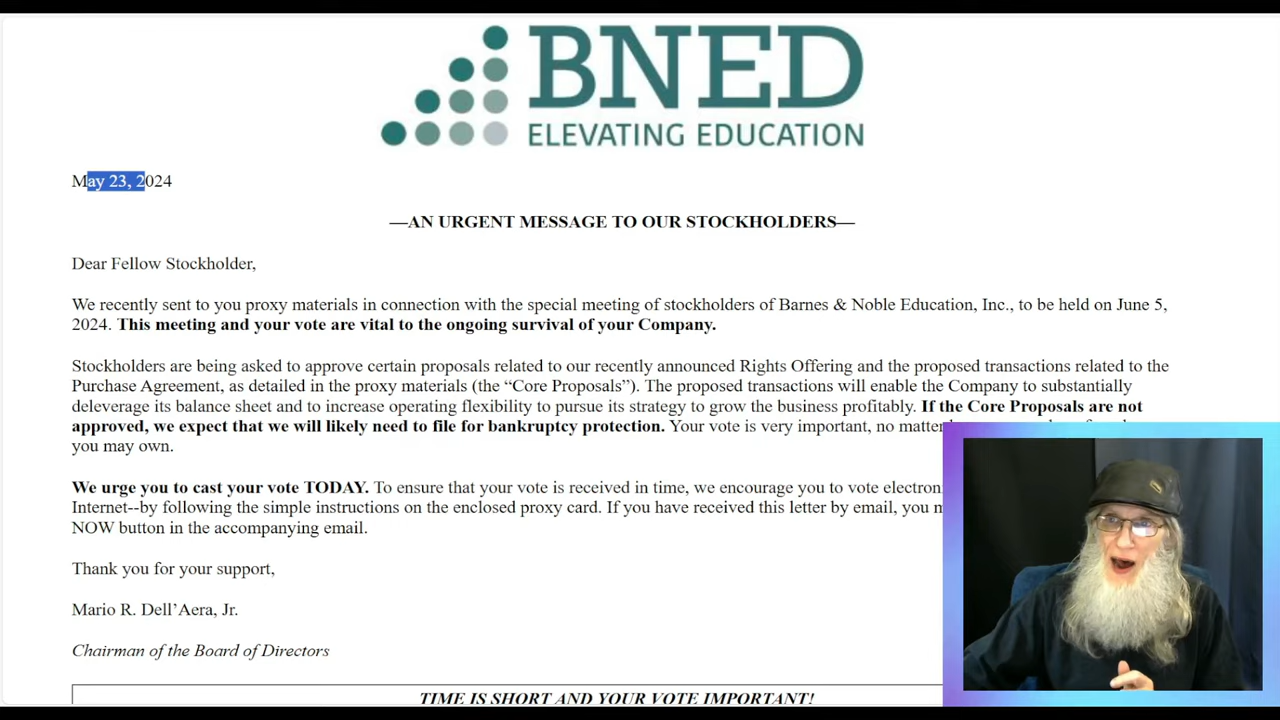 BNED
ELEVATING EDUCATION
May 23, 2024
—AN URGENT MESSAGE TO OUR STOCKHOLDERS—
Dear Fellow Stockholder,
We recently sent to you proxy materials in connection with the special meeting of stockholders of Barnes & Noble Education, Inc., to be held on June 5,
2024. This meeting and your vote are vital to the ongoing survival of your Company.
Stockholders are being asked to approve certain proposals related to our recently announced Rights Offering and the proposed transactions related to the
Purchase Agreement, as detailed in the proxy materials (the “Core Proposals”). The proposed transactions will enable the Company to substantially
deleverage its balance sheet and to increase operating flexibility to pursue its strategy to grow the business profitably. If the Core Proposals are not
approved, we expect that we will likely need to file for bankruptcy protection. Your vote is very important, no matter
you may own.
We urge you to cast your vote TODAY. To ensure that your vote is received in time, we encourage you to vote
Internet--by following the simple instructions on the enclosed proxy card. If you have received this letter by email, you
NOW button in the accompanying email.
Thank you for your support,
Mario R. Dell’Aera, Jr.
Chairman of the Board of Directors
TIME IS SHORT AND YOUR VOTE IMPORTANT!